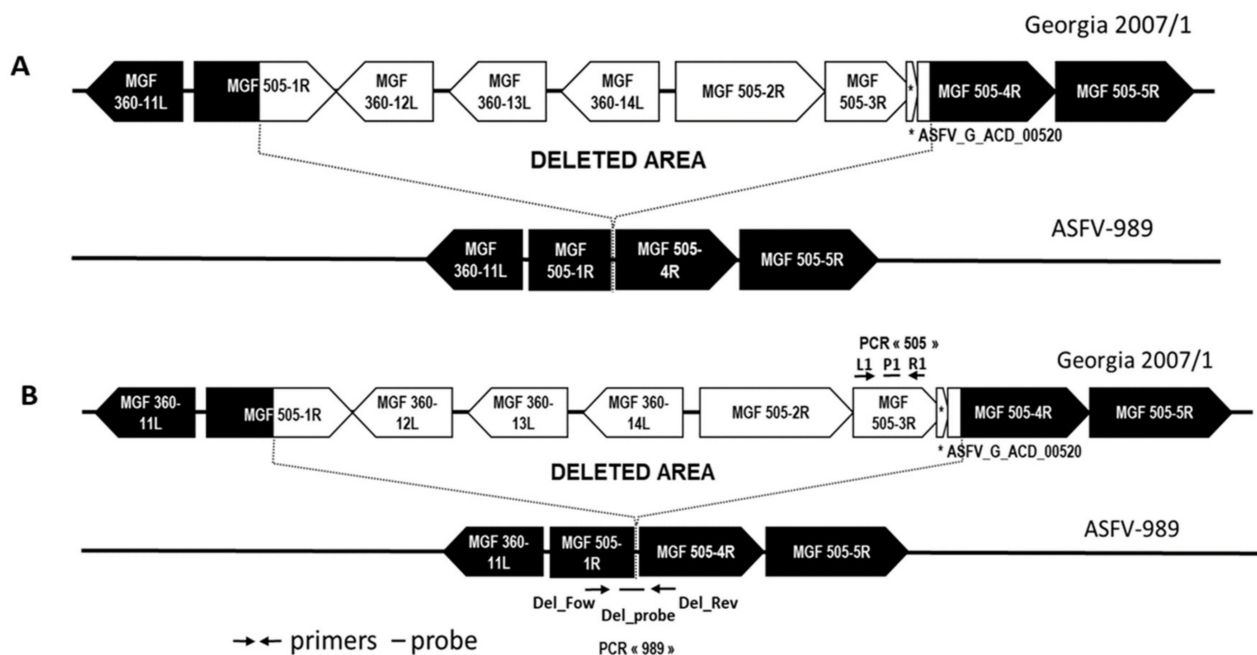 Georgia 2007/1
A
MGF
360-11L
MGF 505-1R
MGF
360-12L
MGF
360-13L
MGF
360-14L
MGF 505-2R
MGF
505-3R
*
MGF 505-4R
MGF 505-5R
* ASFV_G_ACD_00520
DELETED AREA
ASFV-989
MGF
360-11L
MGF
505-1R
MGF 505-
4R
MGF 505-5R
PCR « 505 »
L1 P1 R1
Georgia 2007/1
B
MGF 360-
11L
MGF 505-1R
MGF 360-
12L
MGF 360-
13L
MGF 360-
14L
MGF 505-2R
MGF
505-3R
*
MGF 505-4R
MGF 505-5R
* ASFV_G_ACD_00520
DELETED AREA
ASFV-989
MGF 360-
11L
MGF 505-
1R
MGF 505-4R
MGF 505-5R
Del_Fow
Del_probe
Del_Rev
primers
probe
PCR « 989 »